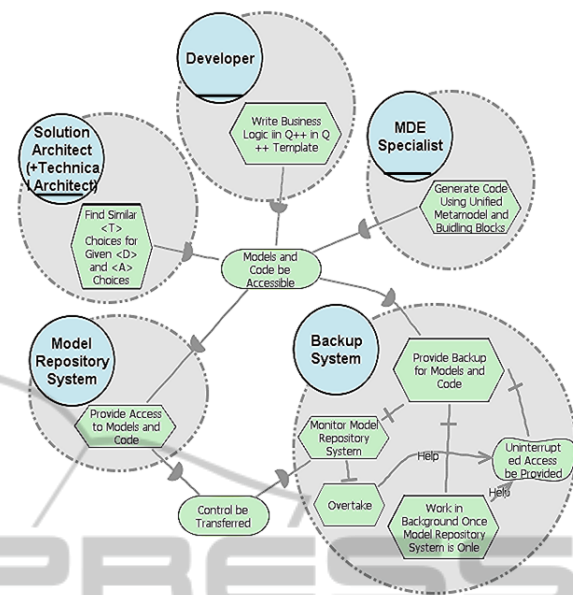 Developer
Write Business
Logic iin Q++ in Q
++ Template
Solution
Architect
(+Technica
l Architect)
MDE
Specialist
Find Similar
<T>
Choices for
Given <D>
and <A>
Choices
Generate Code
Using Unified
Metamodel and
Buidling Blocks
Models and
Code be
Accessible
Model
Repository
System
Backup
System
Provide Backup
for Models and
Code
Provide Access
to Models and
Code
Monitor Model
Repository
System
Uninterrupt
ed Access
be Provided
Help
Help
Overtake
Control be
Transferred
Work in
Background Once
Model Repository
System is Onle
PRESS